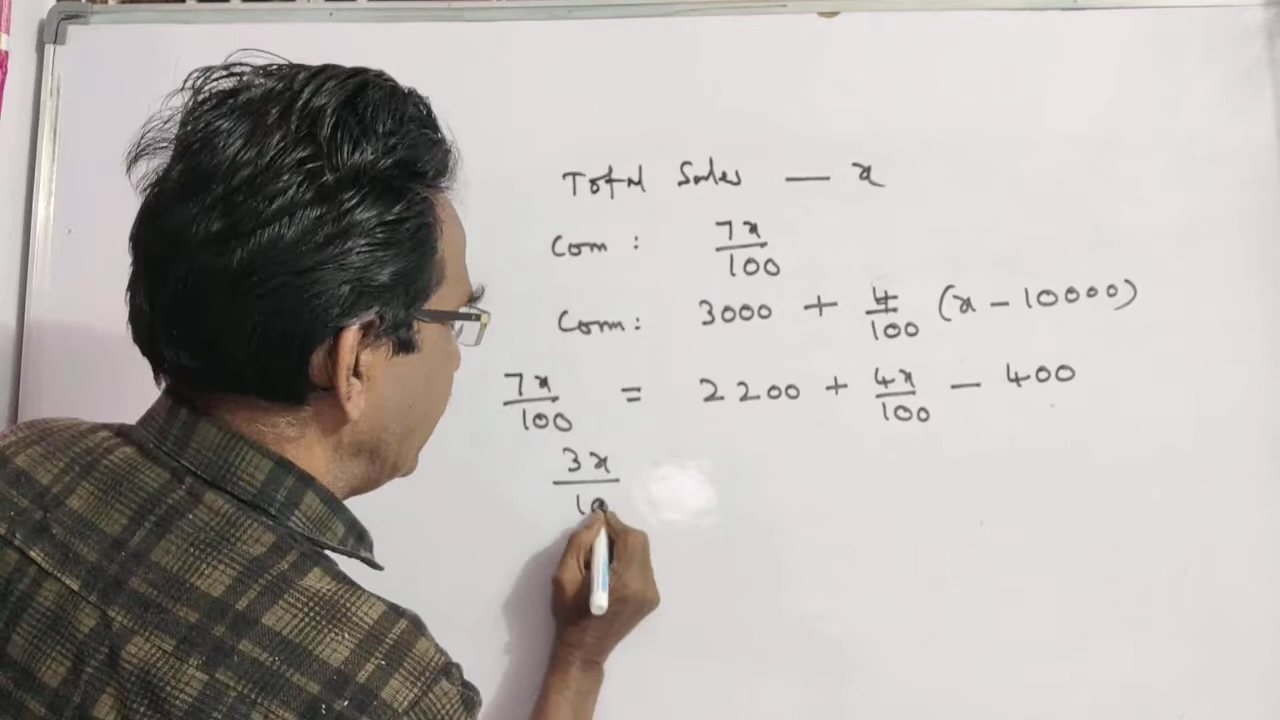 Total Sales — x
Com : 7x/100
Com : 3000 + 4/100 (x - 10000)
7x/100 = 2200 + 4x/100 - 400
3x/10